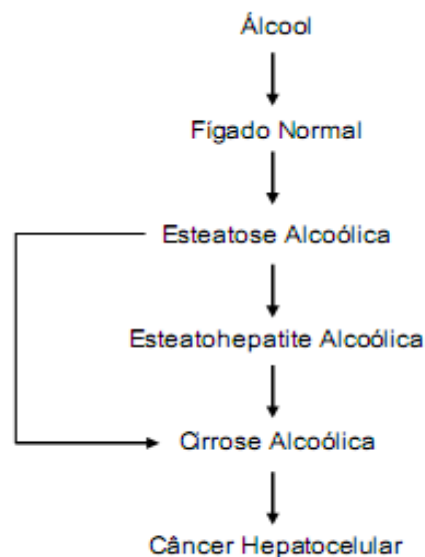 Álcool
Fígado Normal
Esteatose Alcoólica
Esteatohepatite Alcoólica
Cirrose Alcoólica
Câncer Hepatocelular